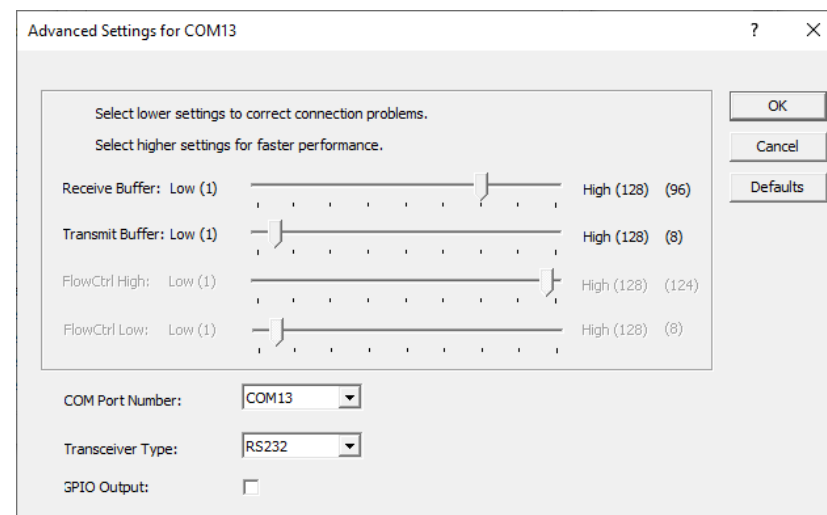 Advanced Settings for COM13 ? ✕
Select lower settings to correct connection problems.
Select higher settings for faster performance.
OK
Cancel
Defaults
Receive Buffer: Low (1) High (128) (96)
Transmit Buffer: Low (1) High (128) (8)
FlowCtrl High: Low (1) High (128) (124)
FlowCtrl Low: Low (1) High (128) (8)
COM Port Number: COM13
Transceiver Type: RS232
GPIO Output: